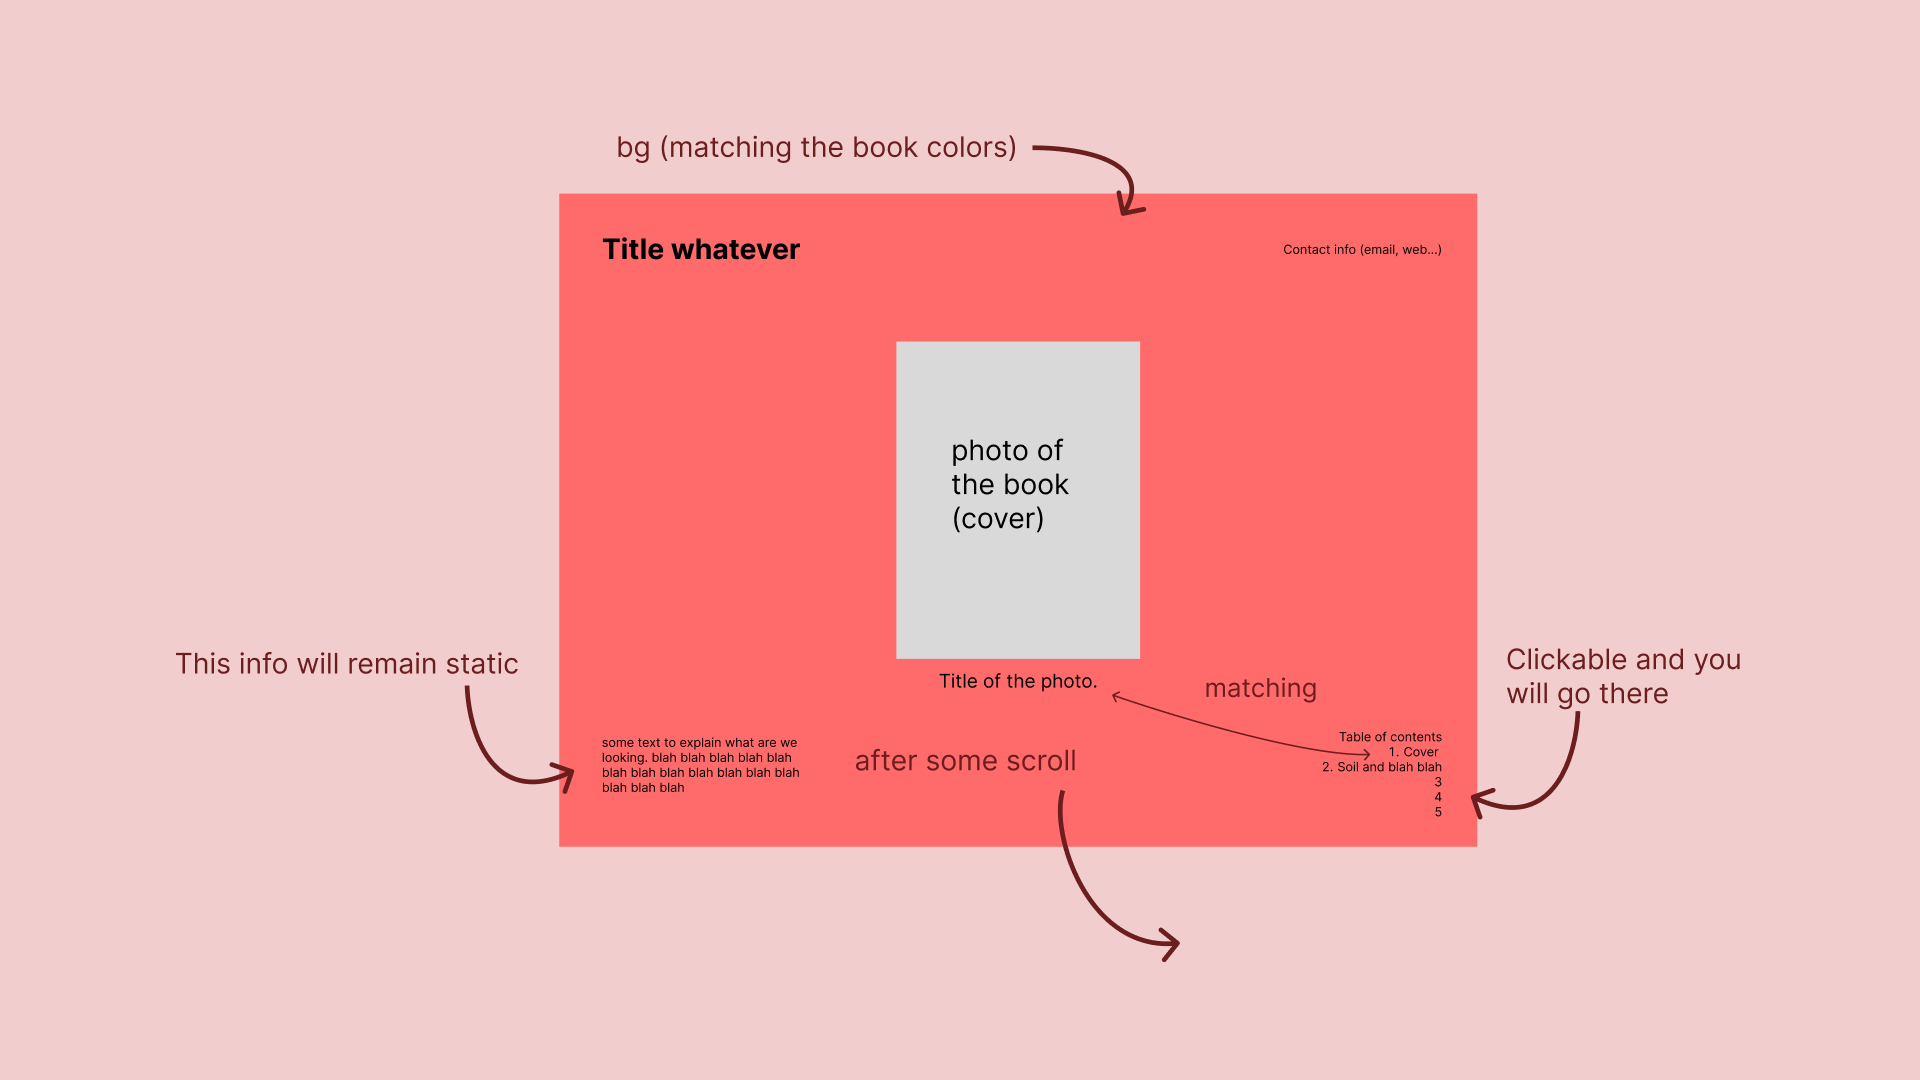 bg (matching the book colors)
Title whatever
Contact info (email, web...)
photo of
the book
(cover)
Title of the photo.
This info will remain static
some text to explain what are we
looking. blah blah blah blah blah
blah blah blah blah blah blah blah
blah blah blah
after some scroll
matching
Table of contents
1. Cover
2. Soil and blah blah
3
4
5
Clickable and you
will go there